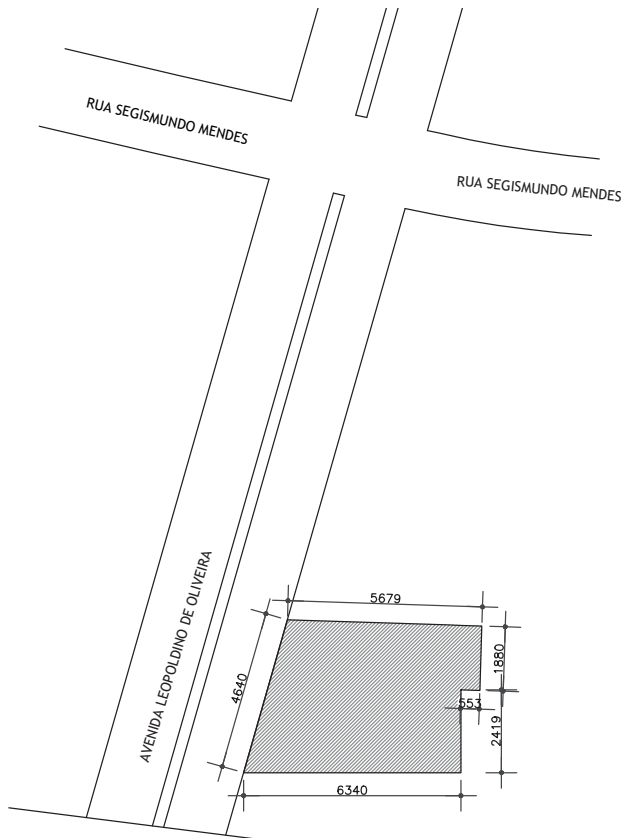 RUA SEGISMUNDO MENDES
RUA SEGISMUNDO MENDES
AVENIDA LEOPOLDINO DE OLIVEIRA
5679
4640
1880
553
2419
6340